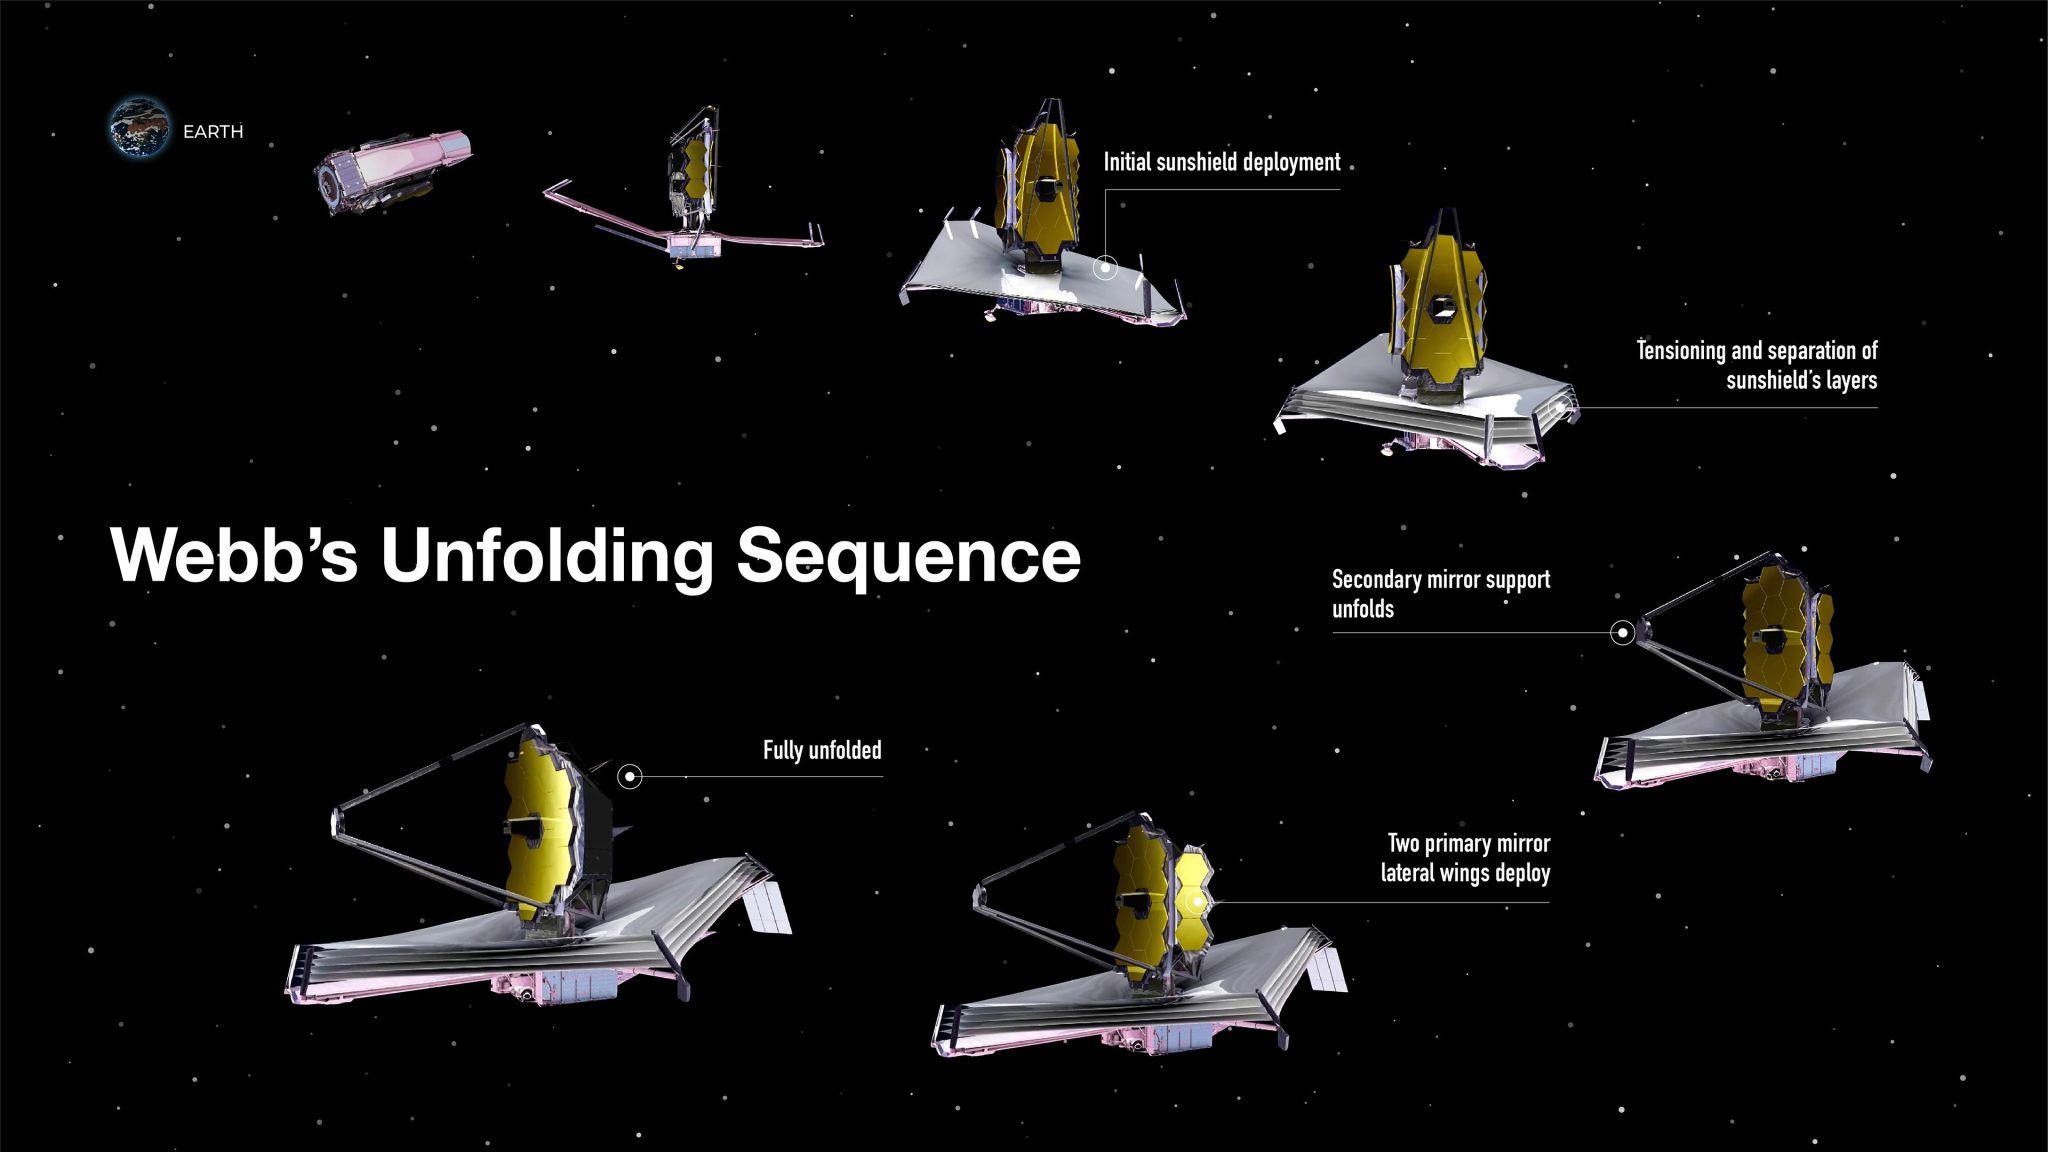 EARTH
Initial sunshield deployment
Tensioning and separation of
sunshield’s layers
Webb’s Unfolding Sequence
Secondary mirror support
unfolds
Fully unfolded
Two primary mirror
lateral wings deploy